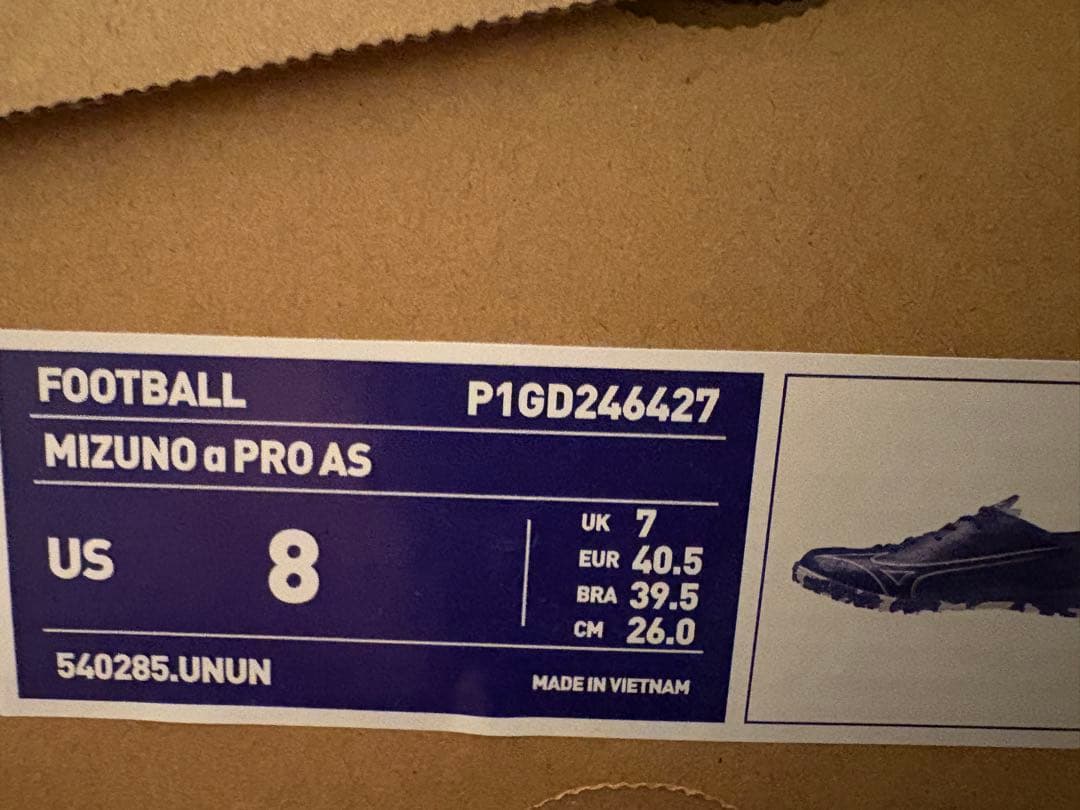 FOOTBALL P1GD246427
MIZUNO α PRO AS
US 8
UK 7
EUR 40.5
BRA 39.5
CM 26.0
540285.UNUN MADE IN VIETNAM